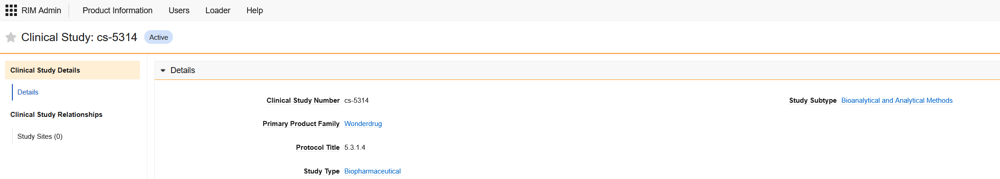 RIM Admin Product Information Users Loader Help
Clinical Study: cs-5314 Active
Clinical Study Details
Details
Clinical Study Relationships
Study Sites (0)
Details
Clinical Study Number cs-5314
Study Subtype Bioanalytical and Analytical Methods
Primary Product Family Wonderdrug
Protocol Title 5.3.1.4
Study Type Biopharmaceutical